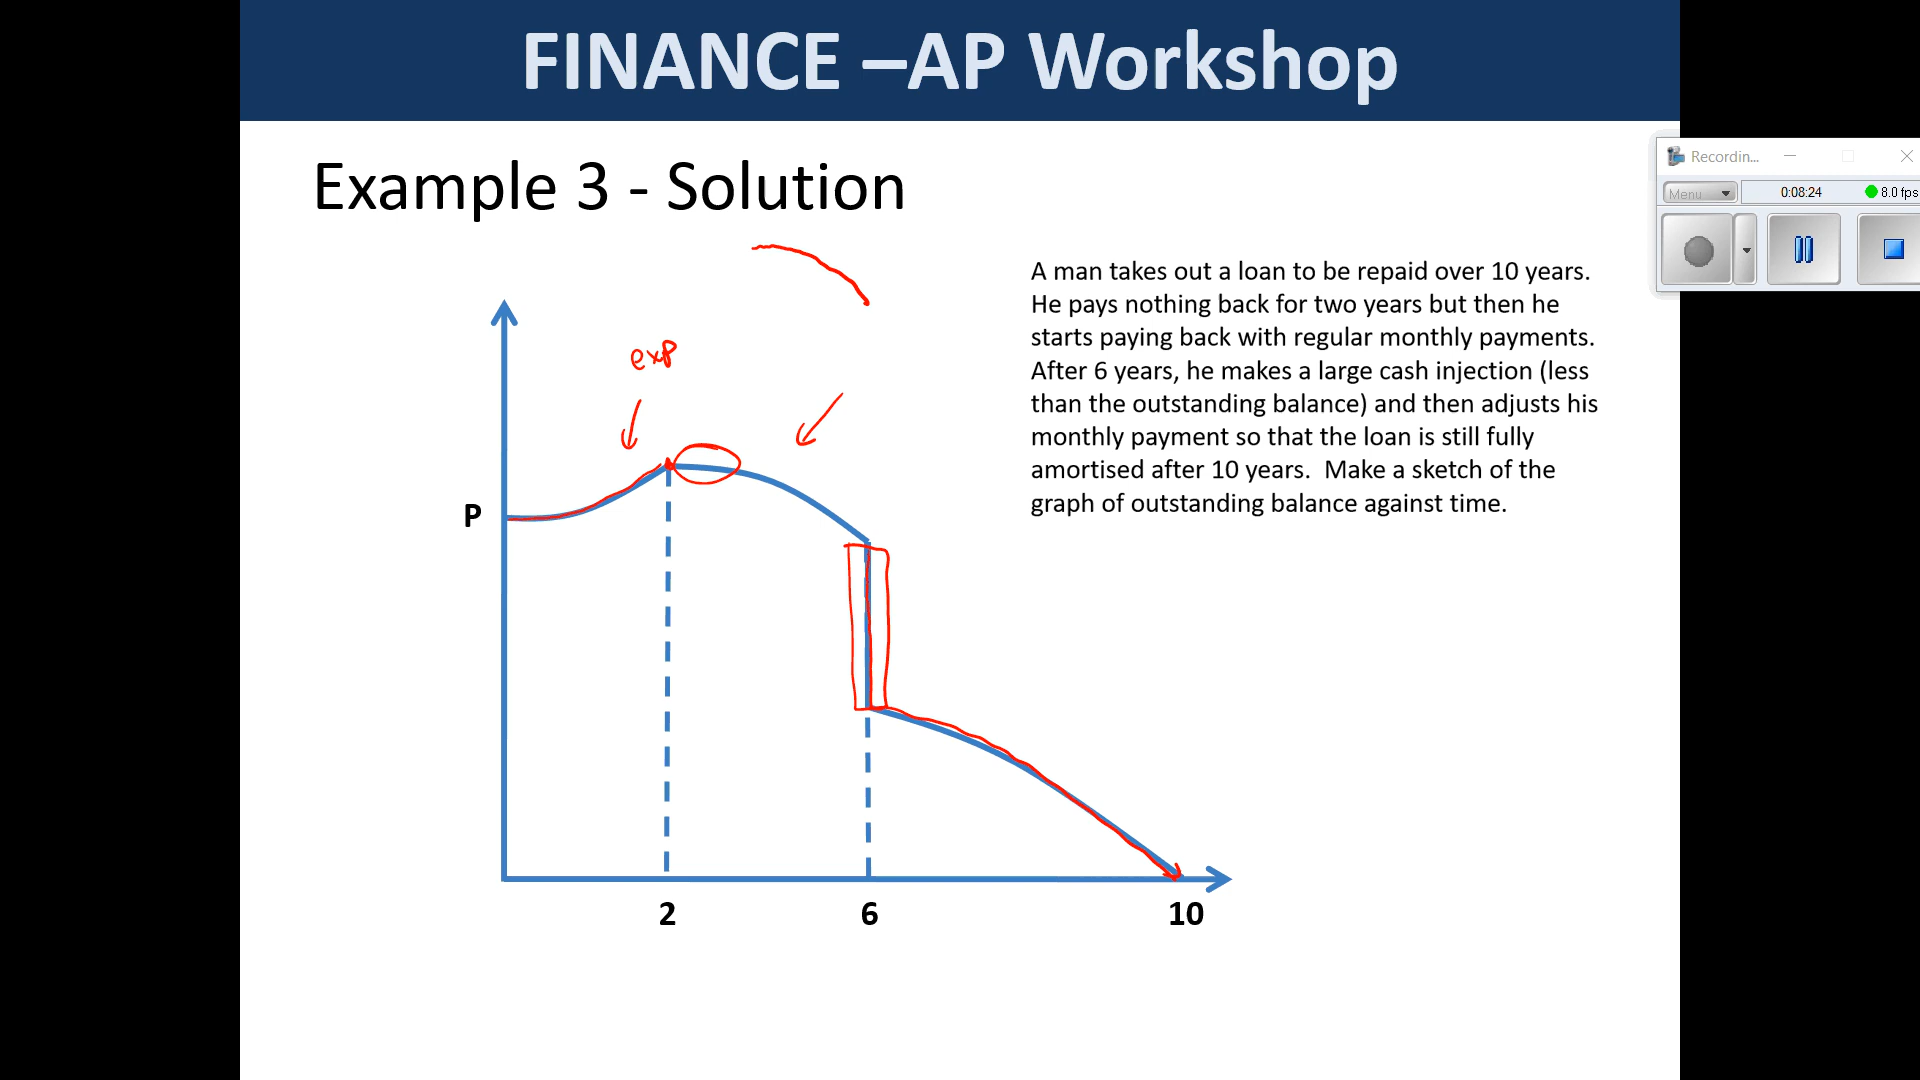 FINANCE –AP Workshop
Example 3 - Solution
Recordin...
Menu
0:08:24
8.0 fps
A man takes out a loan to be repaid over 10 years.
He pays nothing back for two years but then he
starts paying back with regular monthly payments.
After 6 years, he makes a large cash injection (less
than the outstanding balance) and then adjusts his
monthly payment so that the loan is still fully
amortised after 10 years.  Make a sketch of the
graph of outstanding balance against time.
exp
P
2
6
10